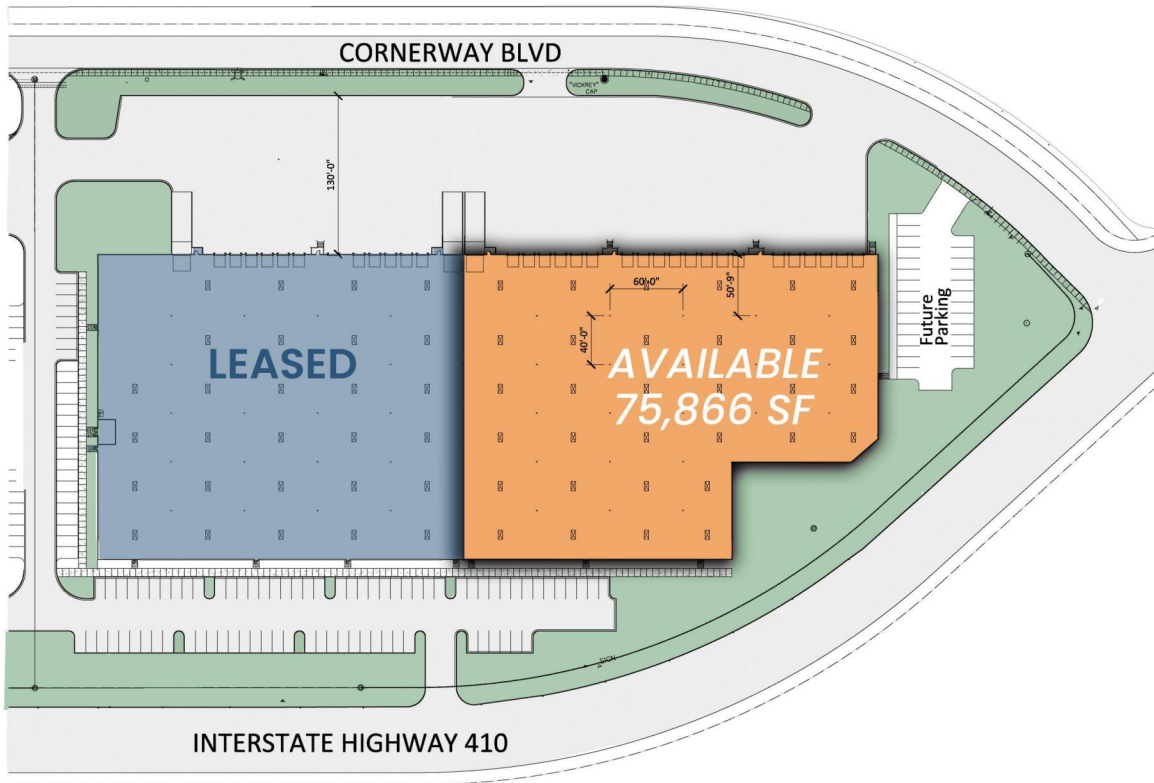 CORNERWAY BLVD
"VICKREY"
CAP
130'-0"
60'-0"
50'-9"
40'-0"
LEASED
AVAILABLE
75,866 SF
Future
Parking
SIGN
INTERSTATE HIGHWAY 410